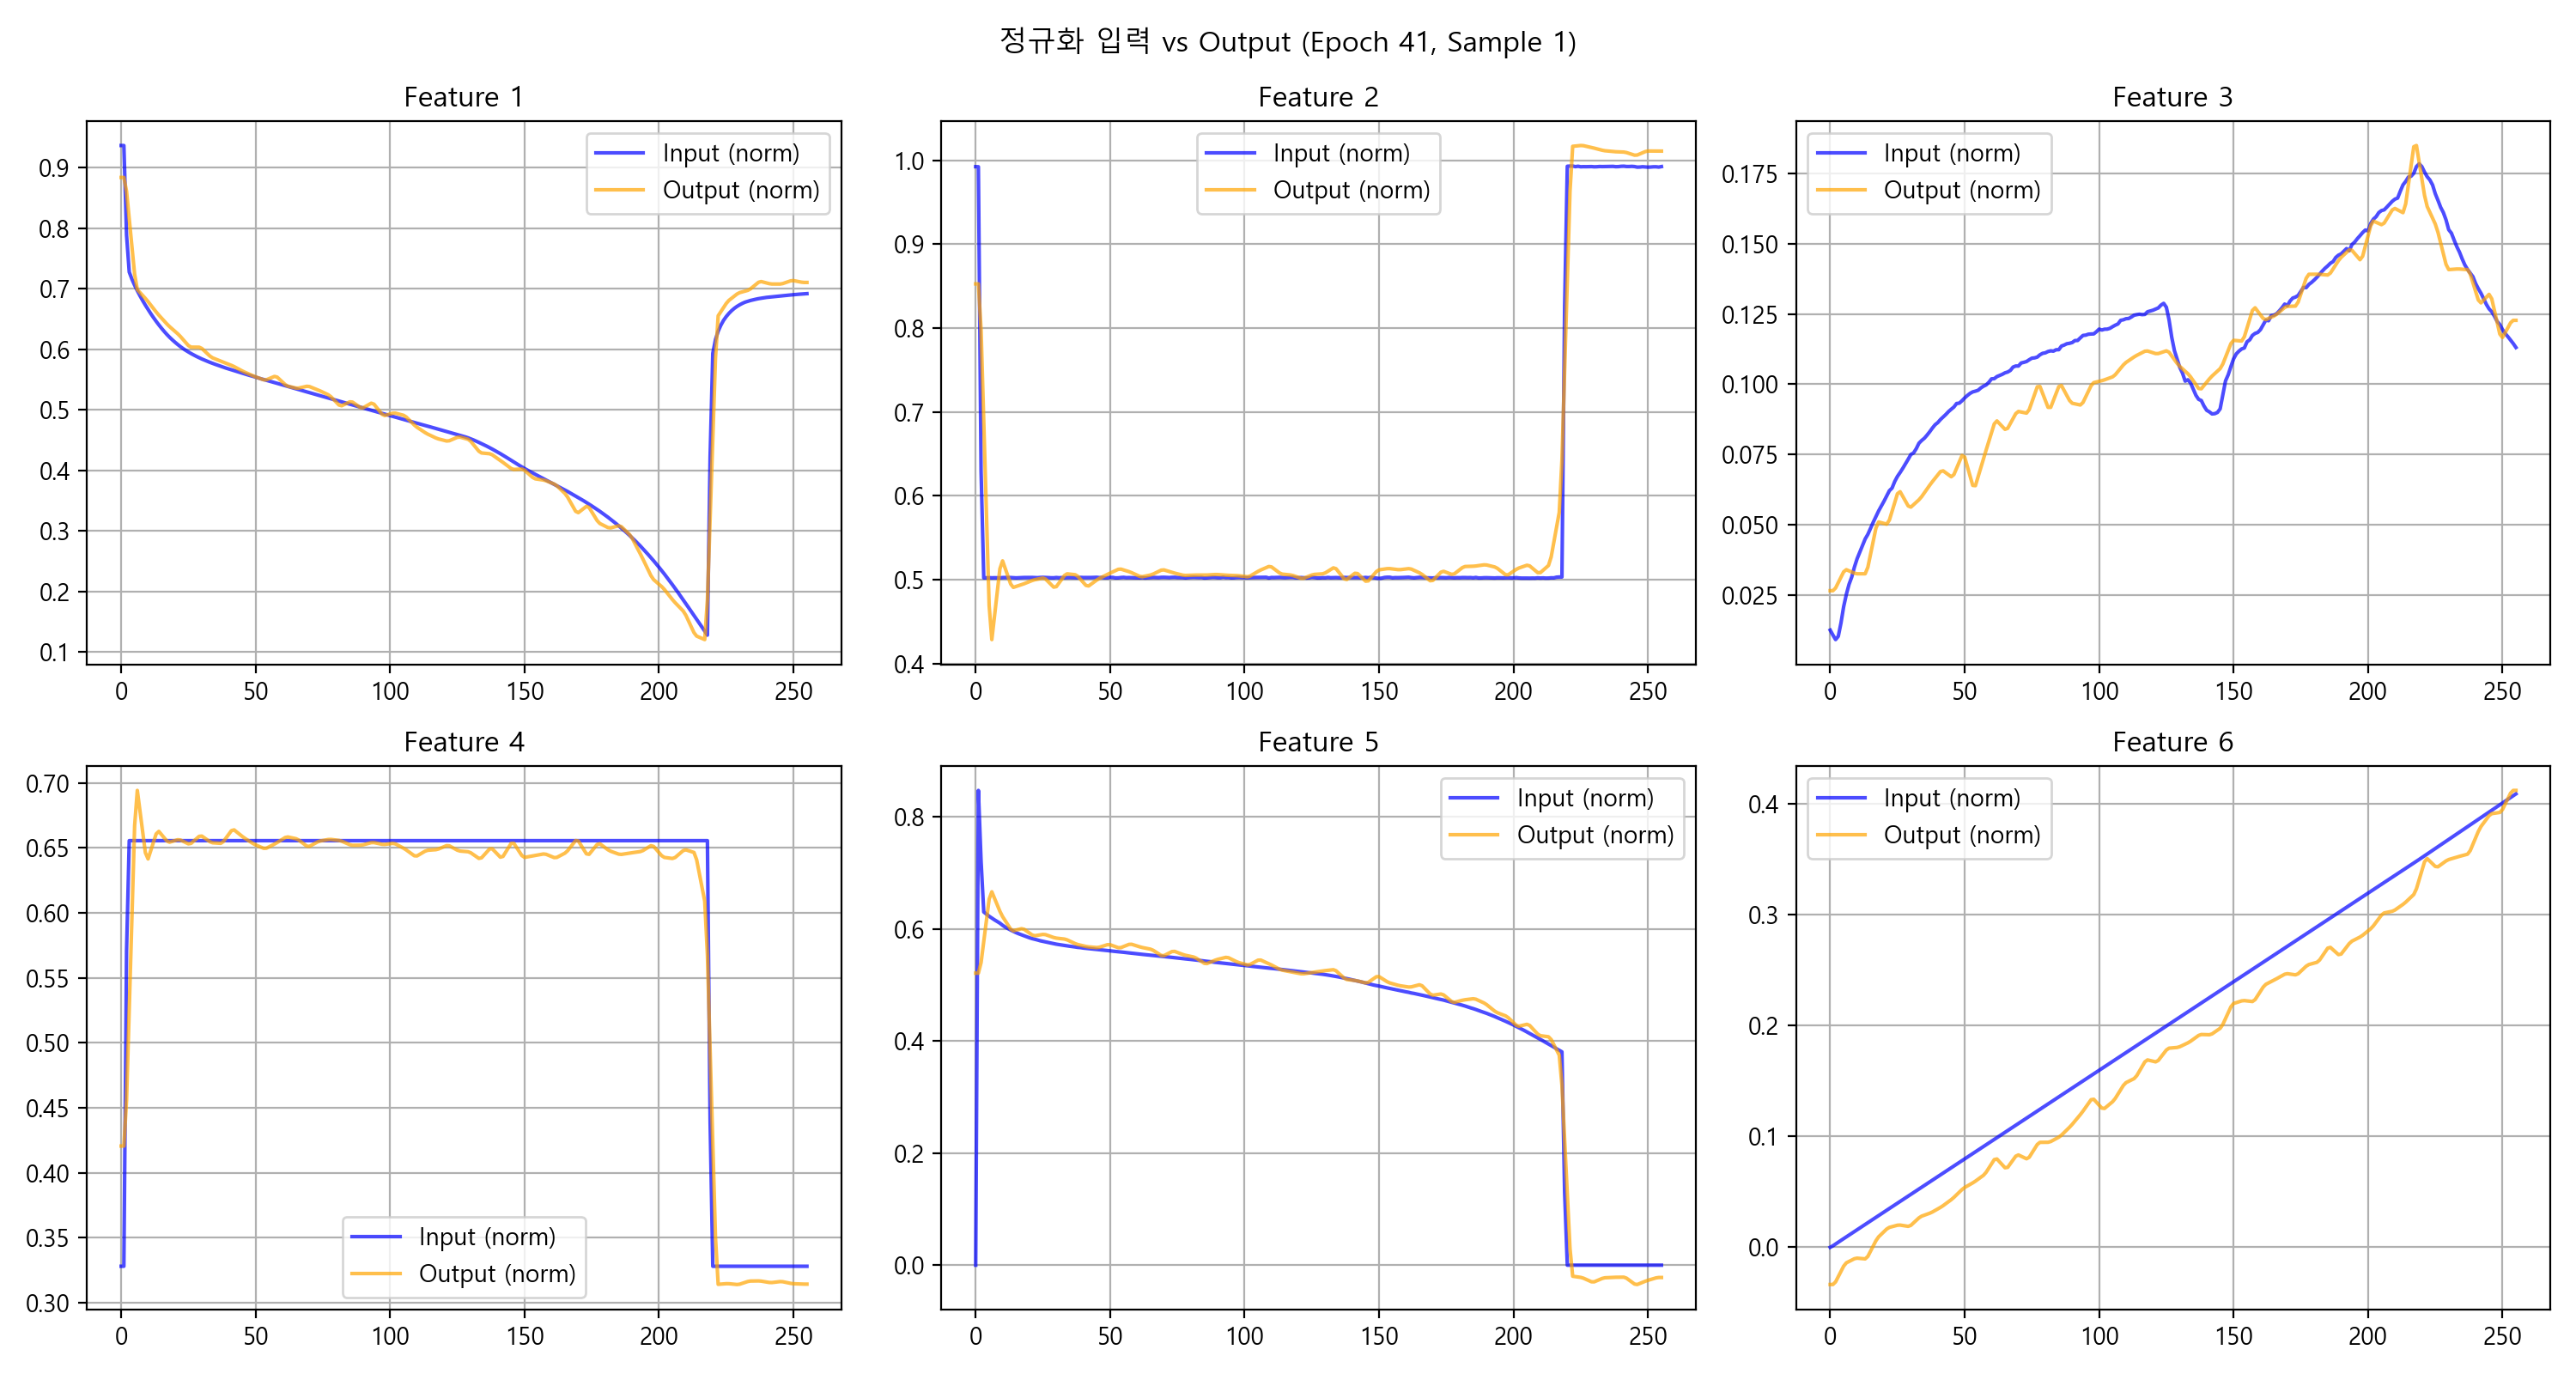 정규화 입력 vs Output (Epoch 41, Sample 1)
Feature 1
Input (norm)
Output (norm)
0.9
0.8
0.7
0.6
0.5
0.4
0.3
0.2
0.1
0 50 100 150 200 250
Feature 2
Input (norm)
Output (norm)
1.0
0.9
0.8
0.7
0.6
0.5
0.4
0 50 100 150 200 250
Feature 3
Input (norm)
Output (norm)
0.175
0.150
0.125
0.100
0.075
0.050
0.025
0 50 100 150 200 250
Feature 4
0.70
0.65
0.60
0.55
0.50
0.45
0.40
0.35
0.30
Input (norm)
Output (norm)
0 50 100 150 200 250
Feature 5
Input (norm)
Output (norm)
0.8
0.6
0.4
0.2
0.0
0 50 100 150 200 250
Feature 6
Input (norm)
Output (norm)
0.4
0.3
0.2
0.1
0.0
0 50 100 150 200 250